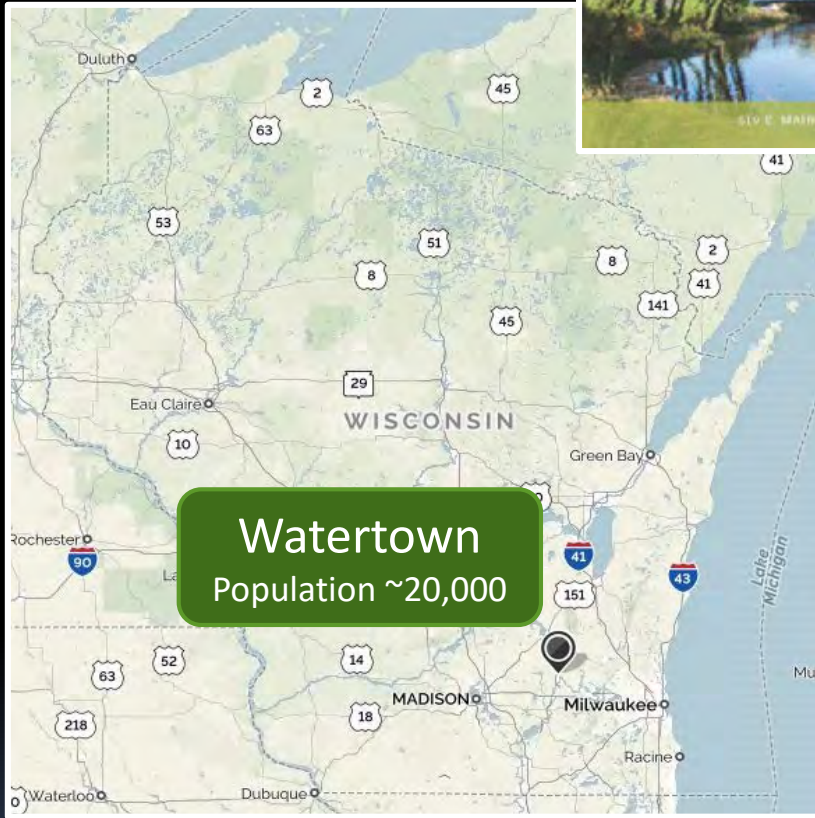 619 E. MAIN
Duluth
2
45
63
41
53
51
8
8
2
41
141
45
29
Eau Claire
WISCONSIN
10
Green Bay
Watertown
Population ~20,000
Rochester
90
41
43
Lake
Michigan
151
63
52
14
MADISON
Milwaukee
18
218
Racine
Waterloo
Dubuque